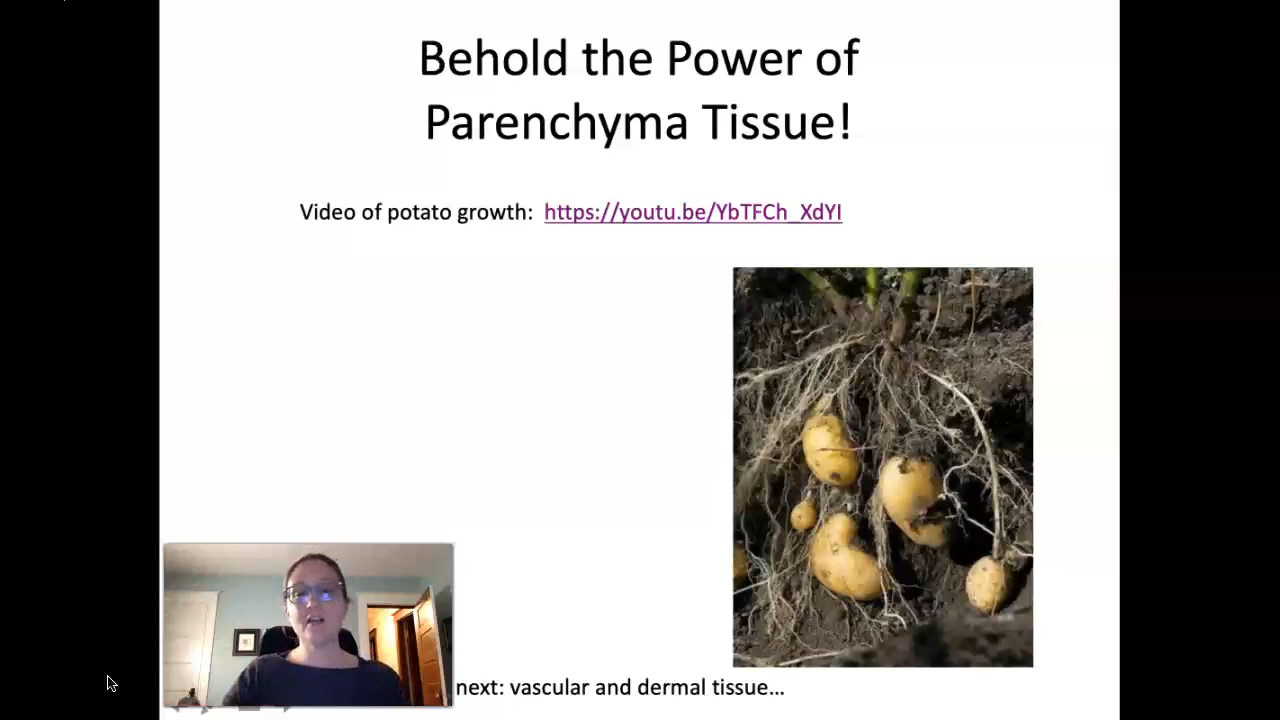 Behold the Power of
Parenchyma Tissue!
Video of potato growth: https://youtu.be/YbTFCh_XdYI
next: vascular and dermal tissue…